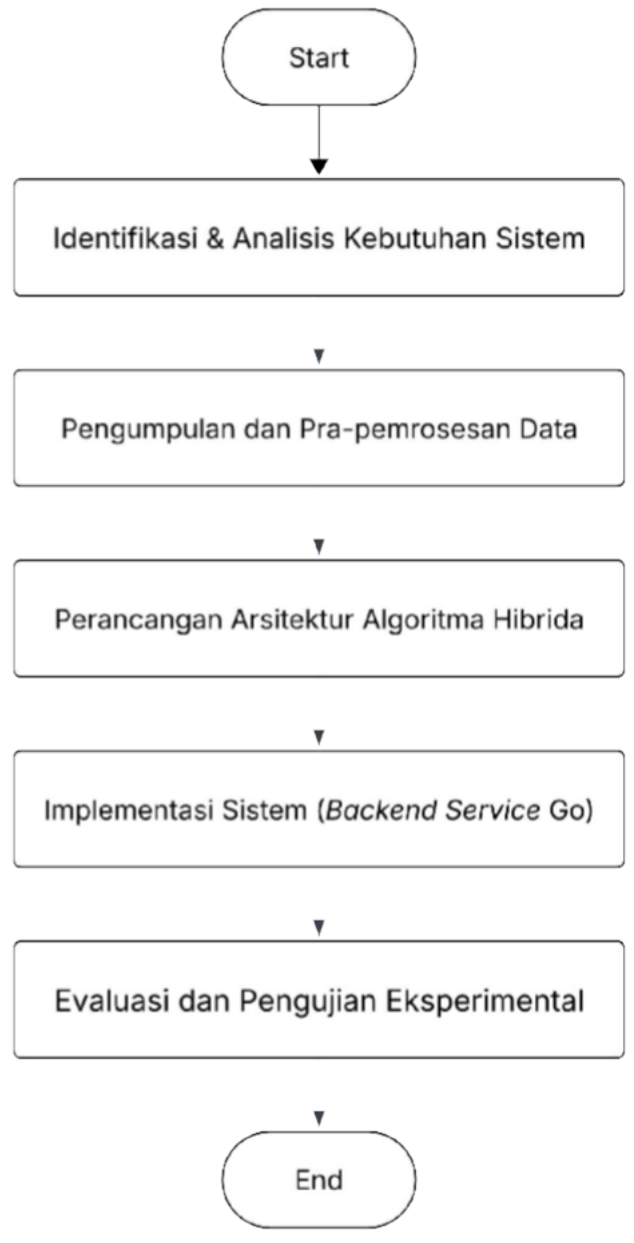 Start
Identifikasi & Analisis Kebutuhan Sistem
Pengumpulan dan Pra-pemrosesan Data
Perancangan Arsitektur Algoritma Hibrida
Implementasi Sistem (Backend Service Go)
Evaluasi dan Pengujian Eksperimental
End